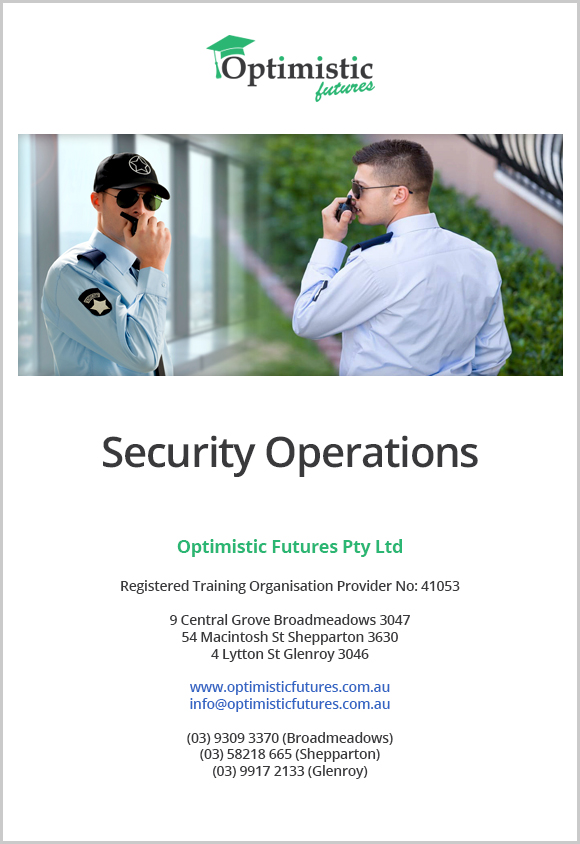 Optimistic
futures
Security Operations
Optimistic Futures Pty Ltd
Registered Training Organisation Provider No: 41053
9 Central Grove Broadmeadows 3047
54 Macintosh St Shepparton 3630
4 Lytton St Glenroy 3046
www.optimisticfutures.com.au
info@optimisticfutures.com.au
(03) 9309 3370 (Broadmeadows)
(03) 58218 665 (Shepparton)
(03) 9917 2133 (Glenroy)